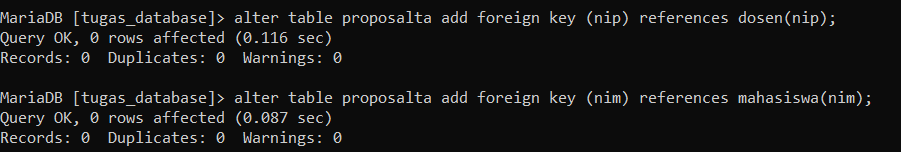 MariaDB [tugas_database]> alter table proposalta add foreign key (nip) references dosen(nip);
Query OK, 0 rows affected (0.116 sec)
Records: 0  Duplicates: 0  Warnings: 0
MariaDB [tugas_database]> alter table proposalta add foreign key (nim) references mahasiswa(nim);
Query OK, 0 rows affected (0.087 sec)
Records: 0  Duplicates: 0  Warnings: 0